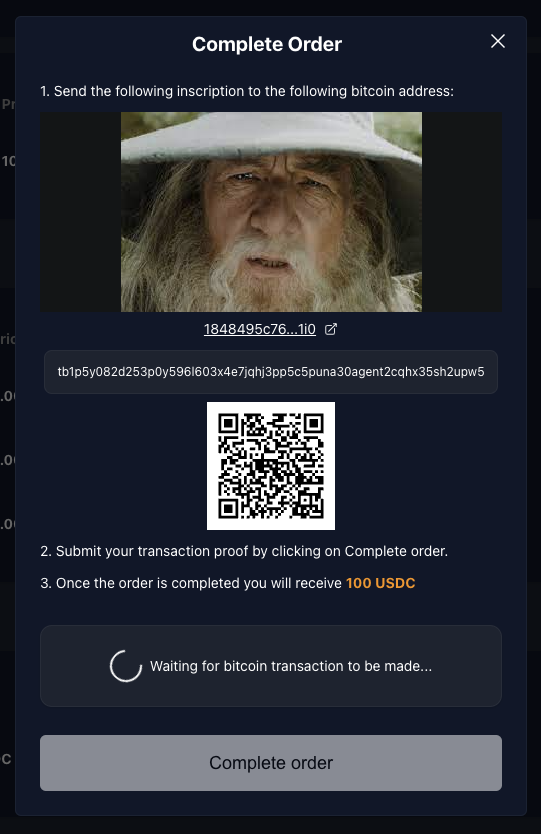 Complete Order
1. Send the following inscription to the following bitcoin address:
1848495c76...1i0
tb1p5y082d253p0y596l603x4e7jqhj3pp5c5puna30agent2cqhx35sh2upw5
2. Submit your transaction proof by clicking on Complete order.
3. Once the order is completed you will receive 100 USDC
Waiting for bitcoin transaction to be made...
Complete order